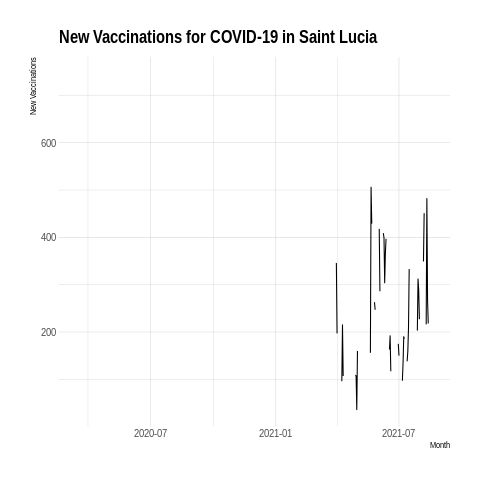 New Vaccinations for COVID-19 in Saint Lucia
New Vaccinations
600
400
200
2020-07
2021-01
2021-07
Month